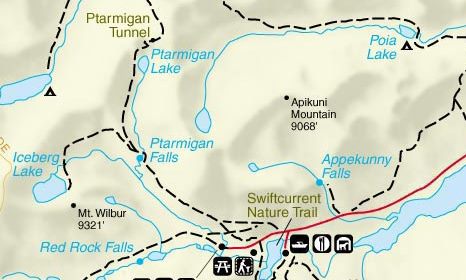 Ptarmigan
Tunnel
Ptarmigan
Lake
Poia
Lake
Apikuni
Mountain
9068'
Ptarmigan
Falls
Iceberg
Lake
Appekunny
Falls
Swiftcurrent
Nature Trail
Mt. Wilbur
9321'
Red Rock Falls
DE